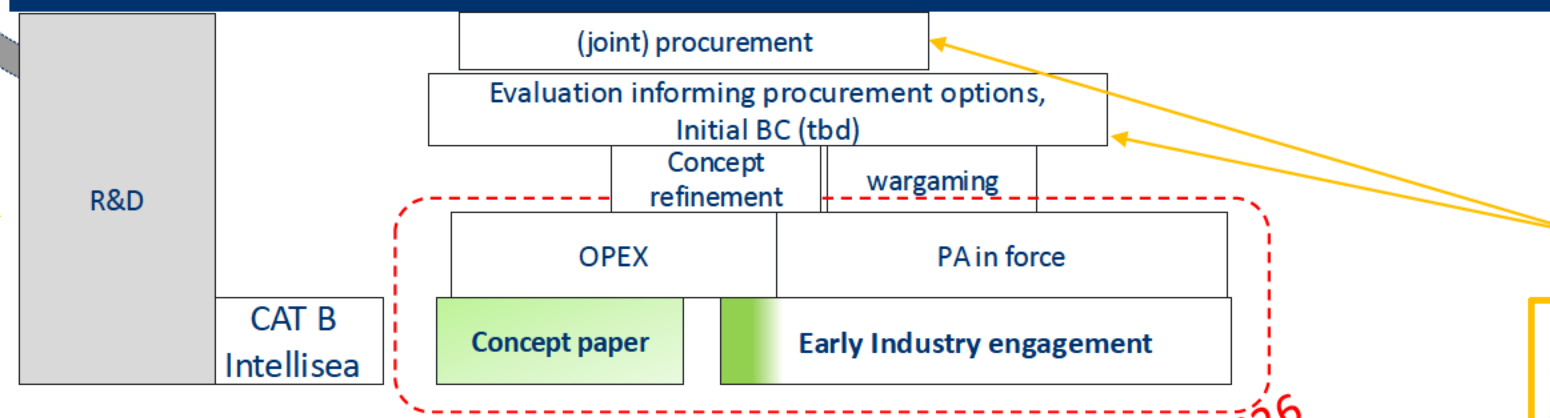 (joint) procurement
Evaluation informing procurement options,
Initial BC (tbd)
Concept
refinement
wargaming
R&D
OPEX
PA in force
CAT B
Intellisea
Concept paper
Early Industry engagement